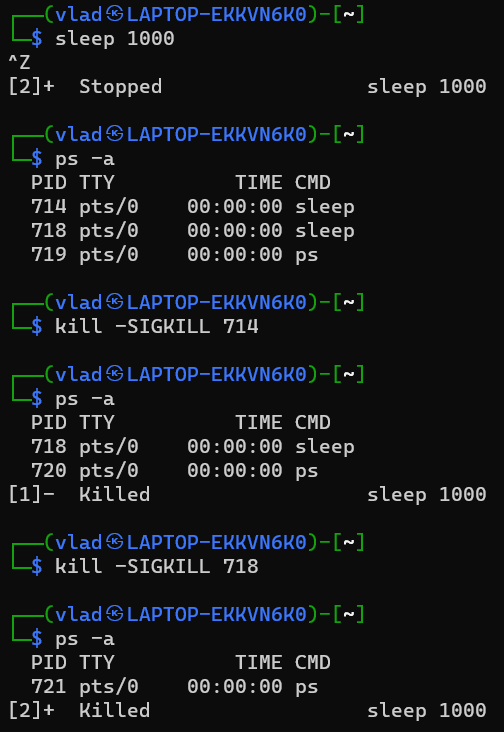 ┌──(vlad㉿LAPTOP-EKKVN6K0)-[~]
└─$ sleep 1000
^Z
[2]+  Stopped                 sleep 1000

┌──(vlad㉿LAPTOP-EKKVN6K0)-[~]
└─$ ps -a
  PID TTY          TIME CMD
  714 pts/0    00:00:00 sleep
  718 pts/0    00:00:00 sleep
  719 pts/0    00:00:00 ps

┌──(vlad㉿LAPTOP-EKKVN6K0)-[~]
└─$ kill -SIGKILL 714

┌──(vlad㉿LAPTOP-EKKVN6K0)-[~]
└─$ ps -a
  PID TTY          TIME CMD
  718 pts/0    00:00:00 sleep
  720 pts/0    00:00:00 ps
[1]-  Killed                  sleep 1000

┌──(vlad㉿LAPTOP-EKKVN6K0)-[~]
└─$ kill -SIGKILL 718

┌──(vlad㉿LAPTOP-EKKVN6K0)-[~]
└─$ ps -a
  PID TTY          TIME CMD
  721 pts/0    00:00:00 ps
[2]+  Killed                  sleep 1000